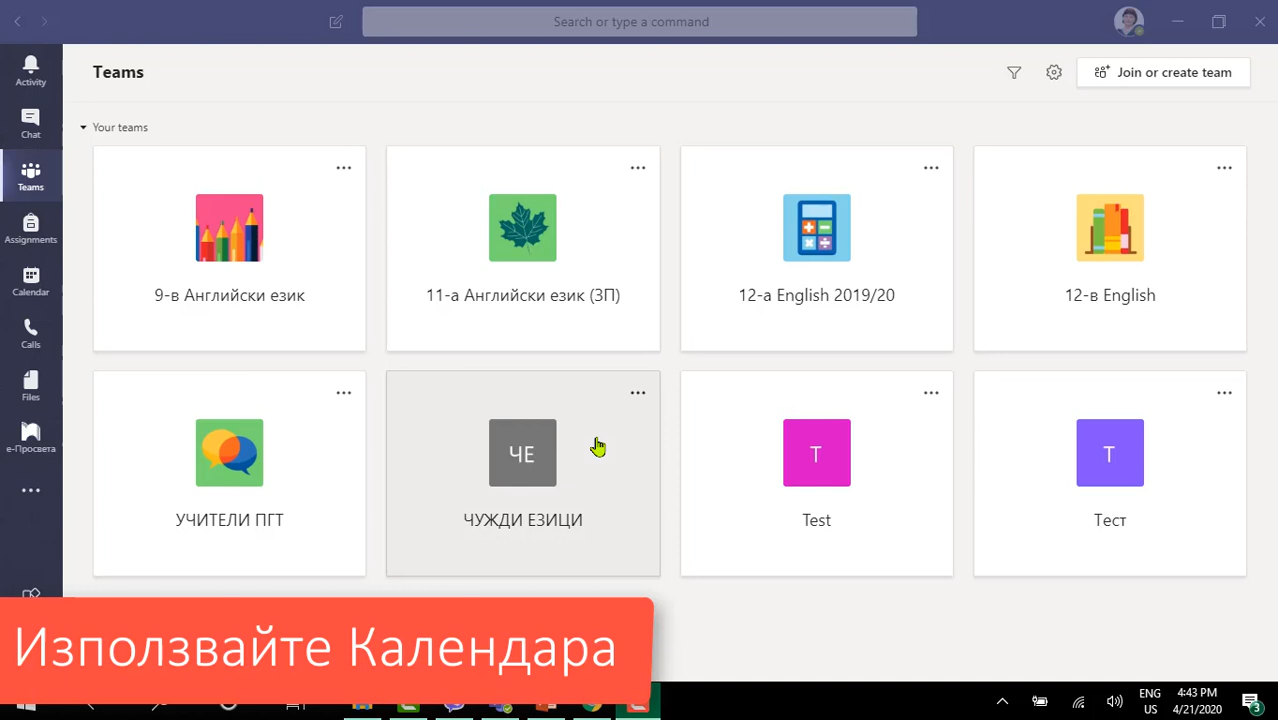 Search or type a command
Activity
Chat
Teams
Assignments
Calendar
Calls
Files
е-Просвета
Teams
Join or create team
Your teams
9-в Английски език
11-а Английски език (ЗП)
12-а English 2019/20
12-в English
УЧИТЕЛИ ПГТ
ЧЕ
ЧУЖДИ ЕЗИЦИ
T
Test
Т
Тест
Използвайте Календара
ENG
US
4:43 PM
4/21/2020
3